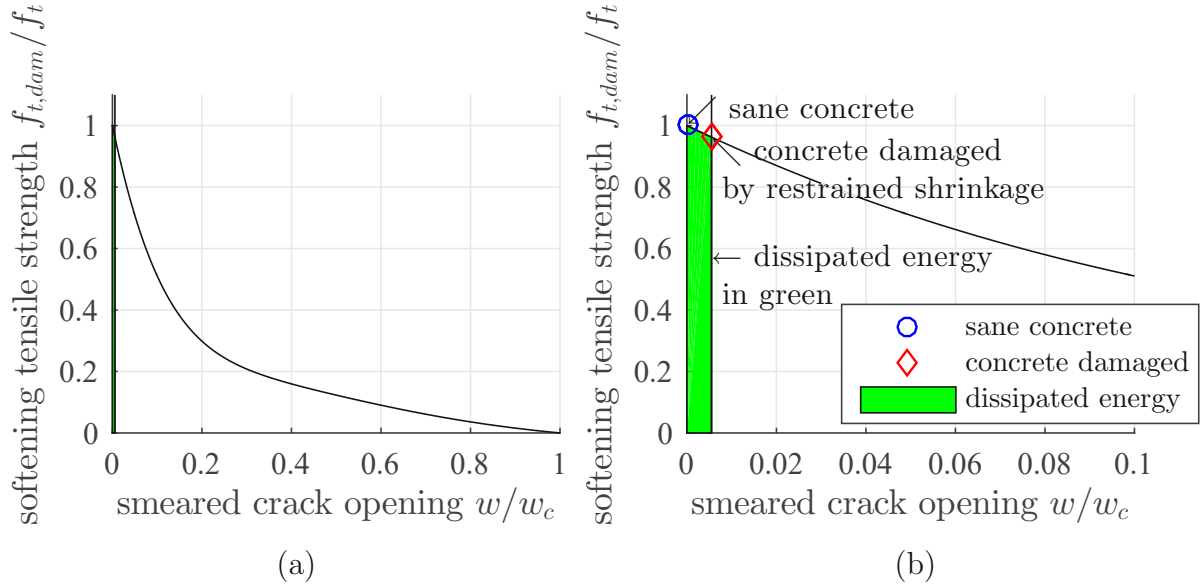 softening tensile strength f_{t,dam}/f_t
1
0.8
0.6
0.4
0.2
0
0 0.2 0.4 0.6 0.8 1
smeared crack opening w/w_c
(a)
softening tensile strength f_{t,dam}/f_t
1
0.8
0.6
0.4
0.2
0
sane concrete
concrete damaged
by restrained shrinkage
← dissipated energy
in green
sane concrete
concrete damaged
dissipated energy
0 0.02 0.04 0.06 0.08 0.1
smeared crack opening w/w_c
(b)